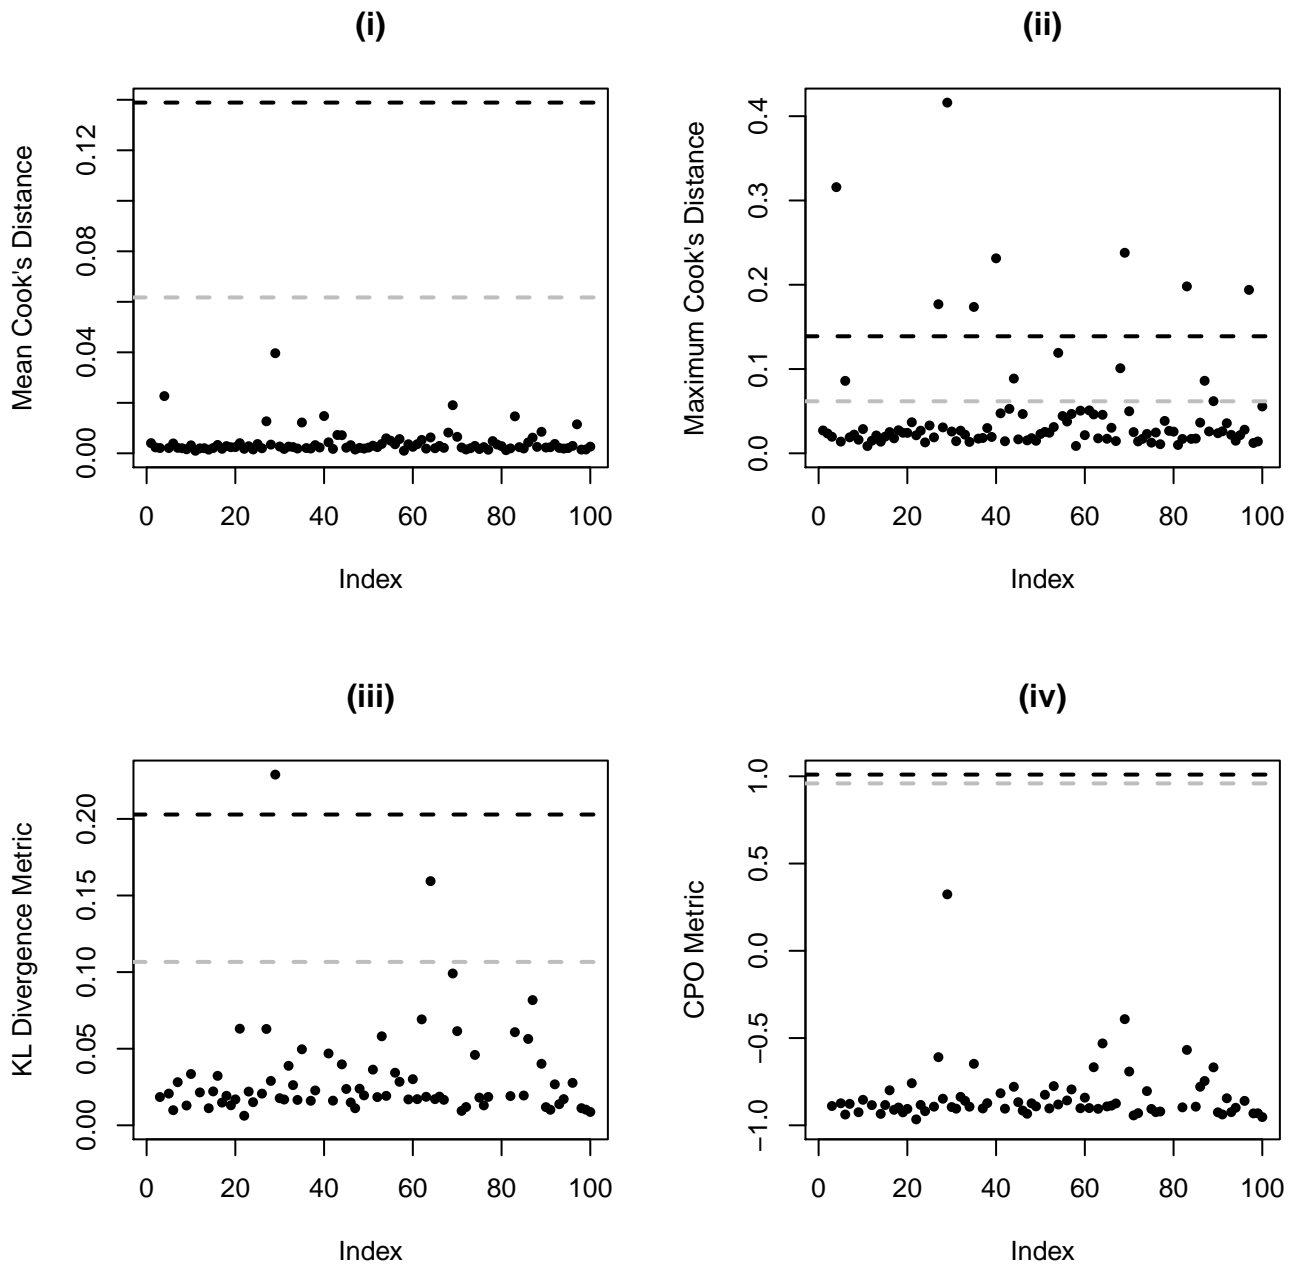 (i)
Mean Cook's Distance
0.00 0.04 0.08 0.12
0 20 40 60 80 100
Index
(ii)
Maximum Cook's Distance
0.0 0.1 0.2 0.3 0.4
0 20 40 60 80 100
Index
(iii)
KL Divergence Metric
0.00 0.05 0.10 0.15 0.20
0 20 40 60 80 100
Index
(iv)
CPO Metric
−1.0 −0.5 0.0 0.5 1.0
0 20 40 60 80 100
Index